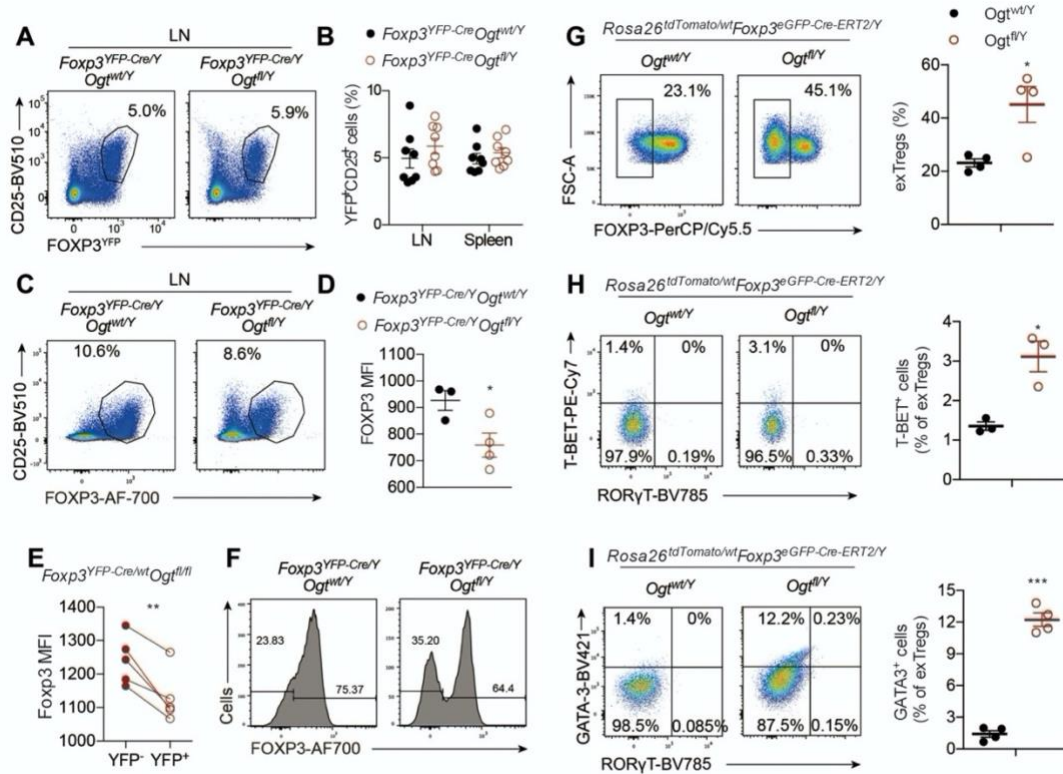 A
LN
Foxp3YFP-Cre/Y
Ogtwt/Y
Foxp3YFP-Cre/Y
Ogtfl/Y
5.0%
5.9%
10⁵
10⁴
10³
0
CD25-BV510
0
10³
10⁴
FOXP3YFP
B
Foxp3YFP-CreOgtwt/Y
Foxp3YFP-CreOgtfl/Y
YFP+CD25+ cells (%)
10
5
0
LN
Spleen
C
LN
Foxp3YFP-Cre/Y
Ogtwt/Y
Foxp3YFP-Cre/Y
Ogtfl/Y
10.6%
8.6%
CD25-BV510
FOXP3-AF-700
D
Foxp3YFP-Cre/YOgtwt/Y
Foxp3YFP-Cre/YOgtfl/Y
FOXP3 MFI
1000
900
800
700
600
*
E
Foxp3YFP-Cre/wtOgtfl/fl
Foxp3 MFI
1400
1300
1200
1100
1000
**
YFP-
YFP+
F
Foxp3YFP-Cre/Y
Ogtwt/Y
Foxp3YFP-Cre/Y
Ogtfl/Y
Cells
23.83
75.37
35.20
64.4
FOXP3-AF700
G
Rosa26tdTomato/wtFoxp3eGFP-Cre-ERT2/Y
Ogtwt/Y
Ogtfl/Y
23.1%
45.1%
FSC-A
FOXP3-PerCP/Cy5.5
Ogtwt/Y
Ogtfl/Y
exTregs (%)
60
40
20
0
*
H
Rosa26tdTomato/wtFoxp3eGFP-Cre-ERT2/Y
Ogtwt/Y
Ogtfl/Y
1.4%
0%
3.1%
0%
97.9%
0.19%
96.5%
0.33%
T-BET-PE-Cy7
RORγT-BV785
T-BET+ cells
(% of exTregs)
4
3
2
1
0
*
I
Rosa26tdTomato/wtFoxp3eGFP-Cre-ERT2/Y
Ogtwt/Y
Ogtfl/Y
1.4%
0%
12.2%
0.23%
98.5%
0.085%
87.5%
0.15%
GATA-3-BV421
RORγT-BV785
GATA3+ cells
(% of exTregs)
15
12
9
6
3
0
***